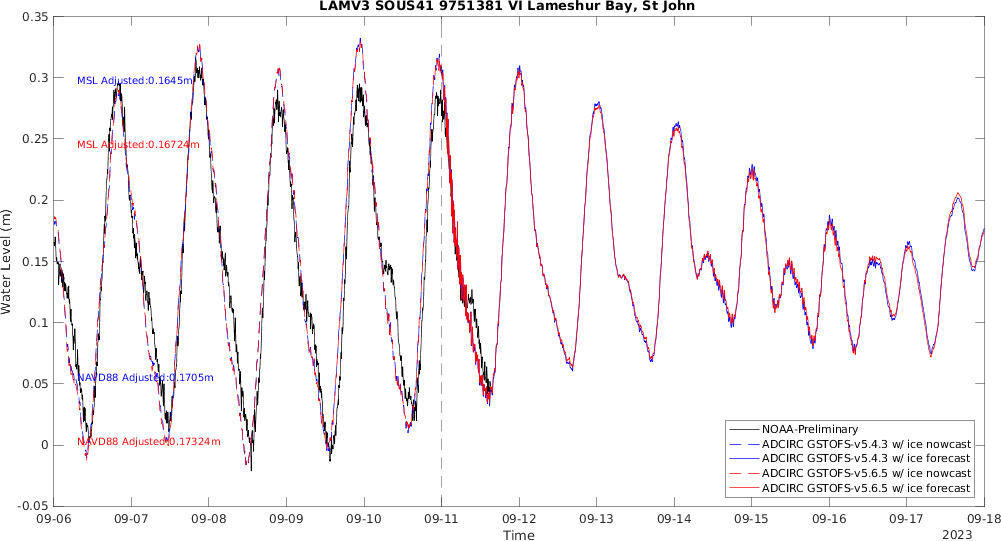 LAMV3 SOUS41 9751381 VI Lameshur Bay, St John
0.35
0.3
0.25
0.2
0.15
0.1
0.05
0
-0.05
Water Level (m)
MSL Adjusted:0.1645m
MSL Adjusted:0.16724m
NAVD88 Adjusted:0.1705m
NAVD88 Adjusted:0.17324m
NOAA-Preliminary
ADCIRC GSTOFS-v5.4.3 w/ ice nowcast
ADCIRC GSTOFS-v5.4.3 w/ ice forecast
ADCIRC GSTOFS-v5.6.5 w/ ice nowcast
ADCIRC GSTOFS-v5.6.5 w/ ice forecast
09-06 09-07 09-08 09-09 09-10 09-11 09-12 09-13 09-14 09-15 09-16 09-17 09-18
Time
2023